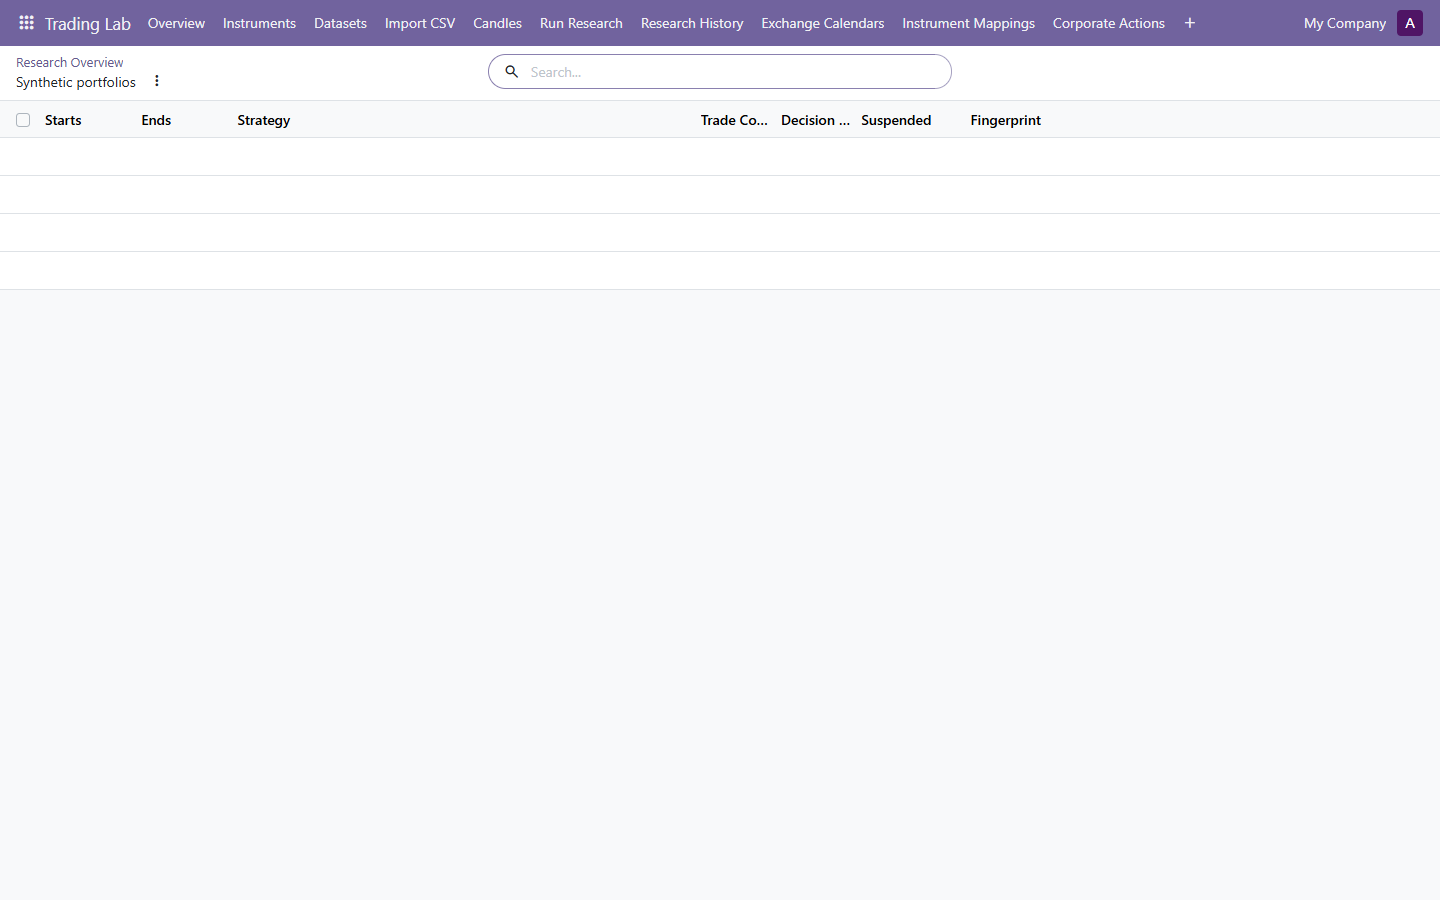 Trading Lab Overview Instruments Datasets Import CSV Candles Run Research Research History Exchange Calendars Instrument Mappings Corporate Actions + My Company A
Research Overview
Synthetic portfolios
Search...
Starts Ends Strategy Trade Co... Decision ... Suspended Fingerprint